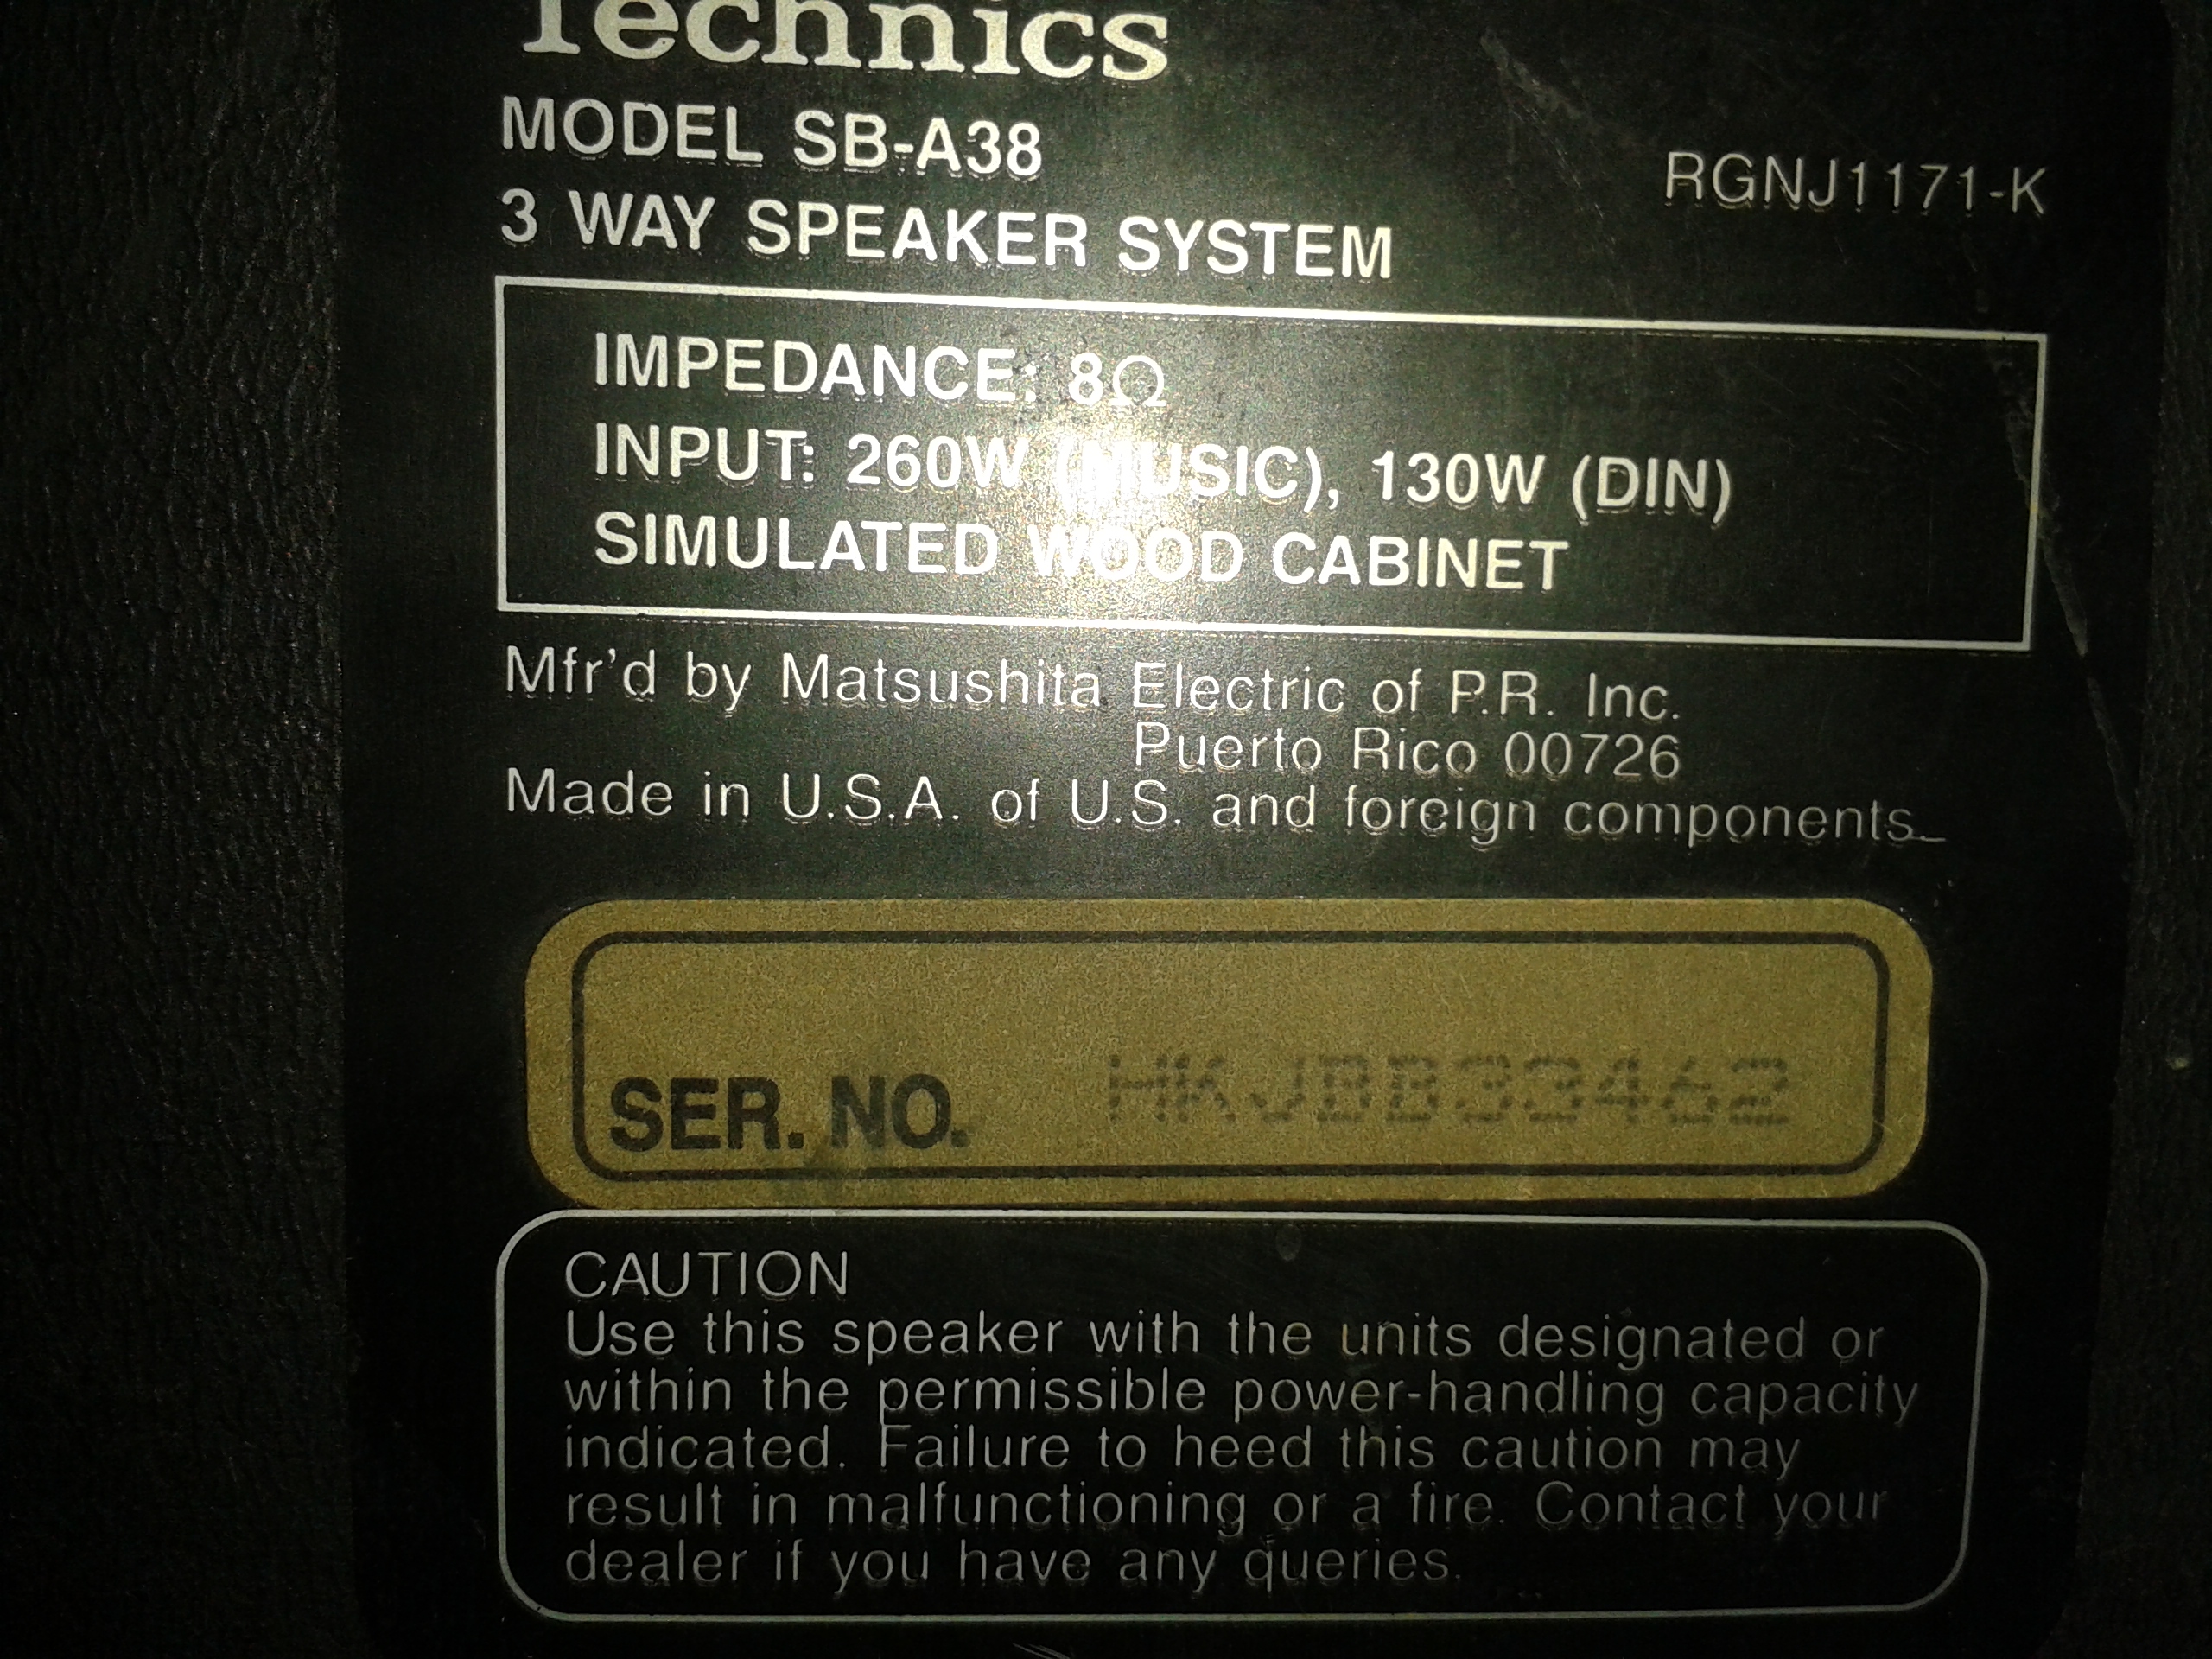 Technics
MODEL SB-A38
RGNJ1171-K
3 WAY SPEAKER SYSTEM
IMPEDANCE: 8Ω
INPUT: 260W (MUSIC), 130W (DIN)
SIMULATED WOOD CABINET
Mfr'd by Matsushita Electric of P.R. Inc.
Puerto Rico 00726
Made in U.S.A. of U.S. and foreign components
SER. NO.
CAUTION
Use this speaker with the units designated or
within the permissible power-handling capacity
indicated. Failure to heed this caution may
result in malfunctioning or a fire. Contact your
dealer if you have any queries.